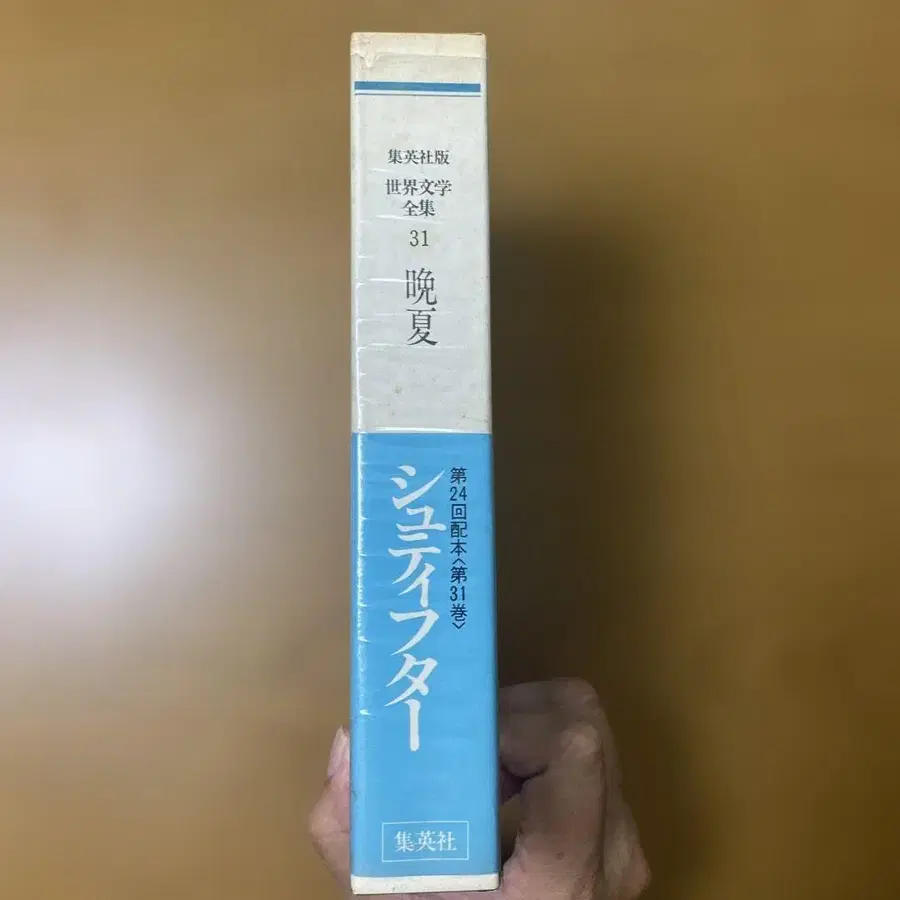 集英社版
世界文学
全集
31
晩夏
第24回配本〈第31巻〉
シュティフター
集英社